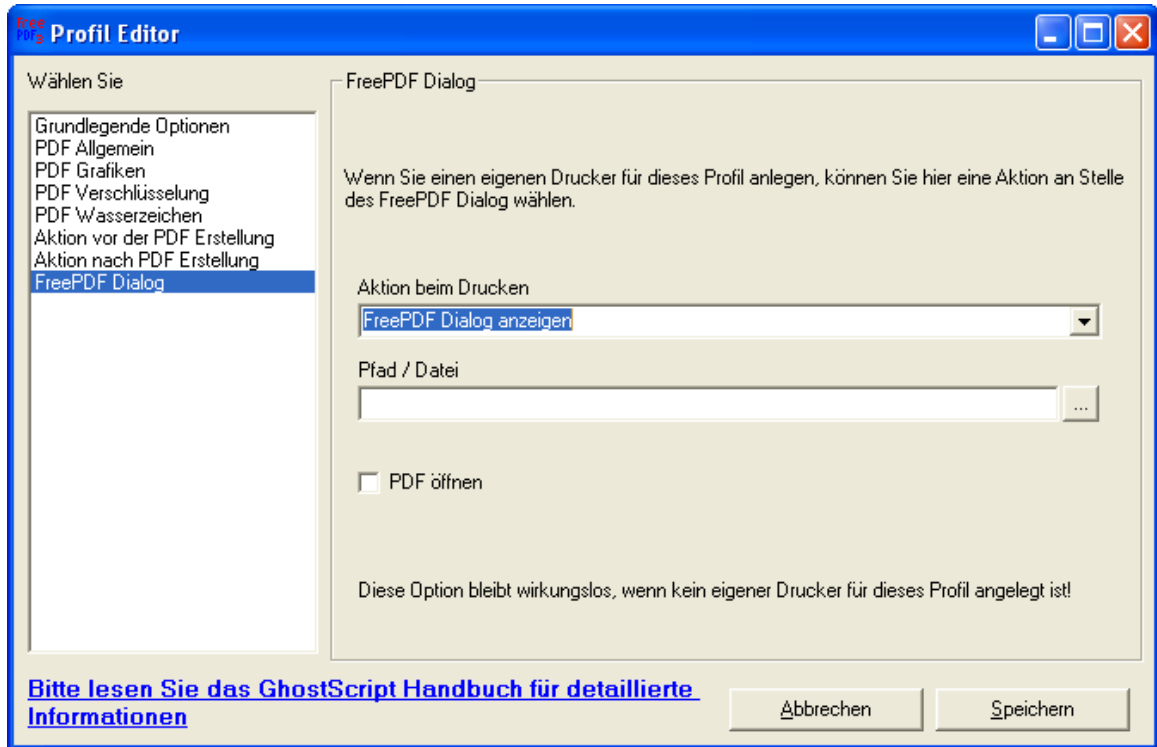 Free
PDF3
Profil Editor
Wählen Sie
Grundlegende Optionen
PDF Allgemein
PDF Grafiken
PDF Verschlüsselung
PDF Wasserzeichen
Aktion vor der PDF Erstellung
Aktion nach PDF Erstellung
FreePDF Dialog
FreePDF Dialog
Wenn Sie einen eigenen Drucker für dieses Profil anlegen, können Sie hier eine Aktion an Stelle
des FreePDF Dialog wählen.
Aktion beim Drucken
FreePDF Dialog anzeigen
Pfad / Datei
...
PDF öffnen
Diese Option bleibt wirkungslos, wenn kein eigener Drucker für dieses Profil angelegt ist!
Bitte lesen Sie das GhostScript Handbuch für detaillierte
Informationen
Abbrechen
Speichern